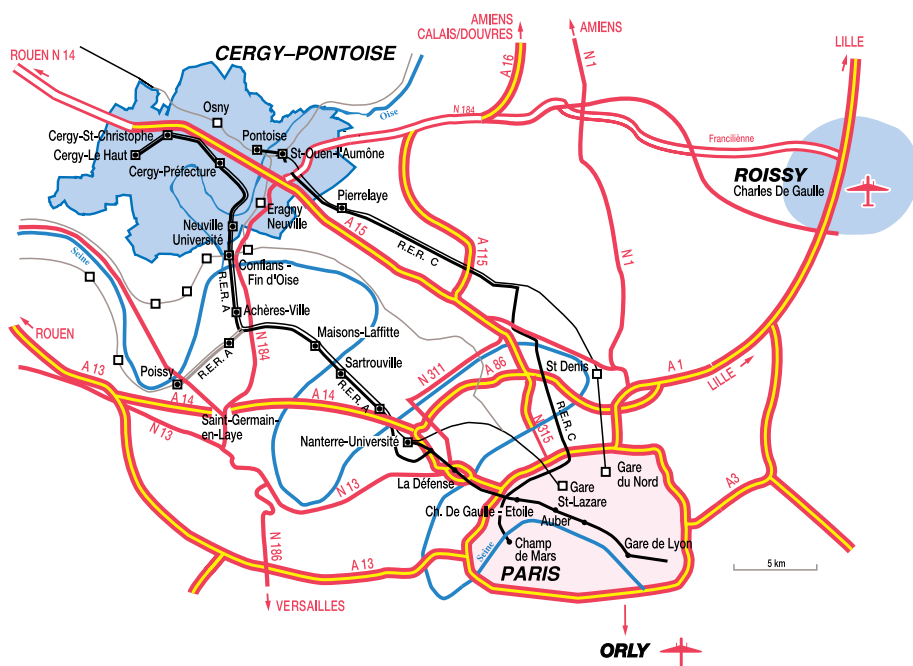 AMIENS
CALAIS/DOUVRES
AMIENS
LILLE
ROUEN N 14
CERGY–PONTOISE
A 16
N 1
Osny
Oise
N 184
Cergy-St-Christophe
Pontoise
Franciliènne
Cergy-Le Haut
St-Ouen-l'Aumône
Cergy-Préfecture
ROISSY
Charles De Gaulle
Pierrelaye
Eragny
Neuville
Neuville
Université
A 15
R.E.R. C
A 115
N 1
Seine
Conflans -
Fin d'Oise
R.E.R. A
Achères-Ville
ROUEN
Maisons-Laffitte
N 184
R.E.R. A
Sartrouville
A 13
Poissy
N 311
A 86
St Denis
A 1
LILLE
A 14
R.E.R. A
A 14
N 13
Saint-Germain-
en-Laye
N 315
R.E.R. C
Nanterre-Université
La Défense
N 13
Gare
St-Lazare
Gare
du Nord
A3
Ch. De Gaulle - Etoile
Auber
N 186
Seine
Champ
de Mars
Gare de Lyon
A 13
PARIS
5 km
VERSAILLES
ORLY